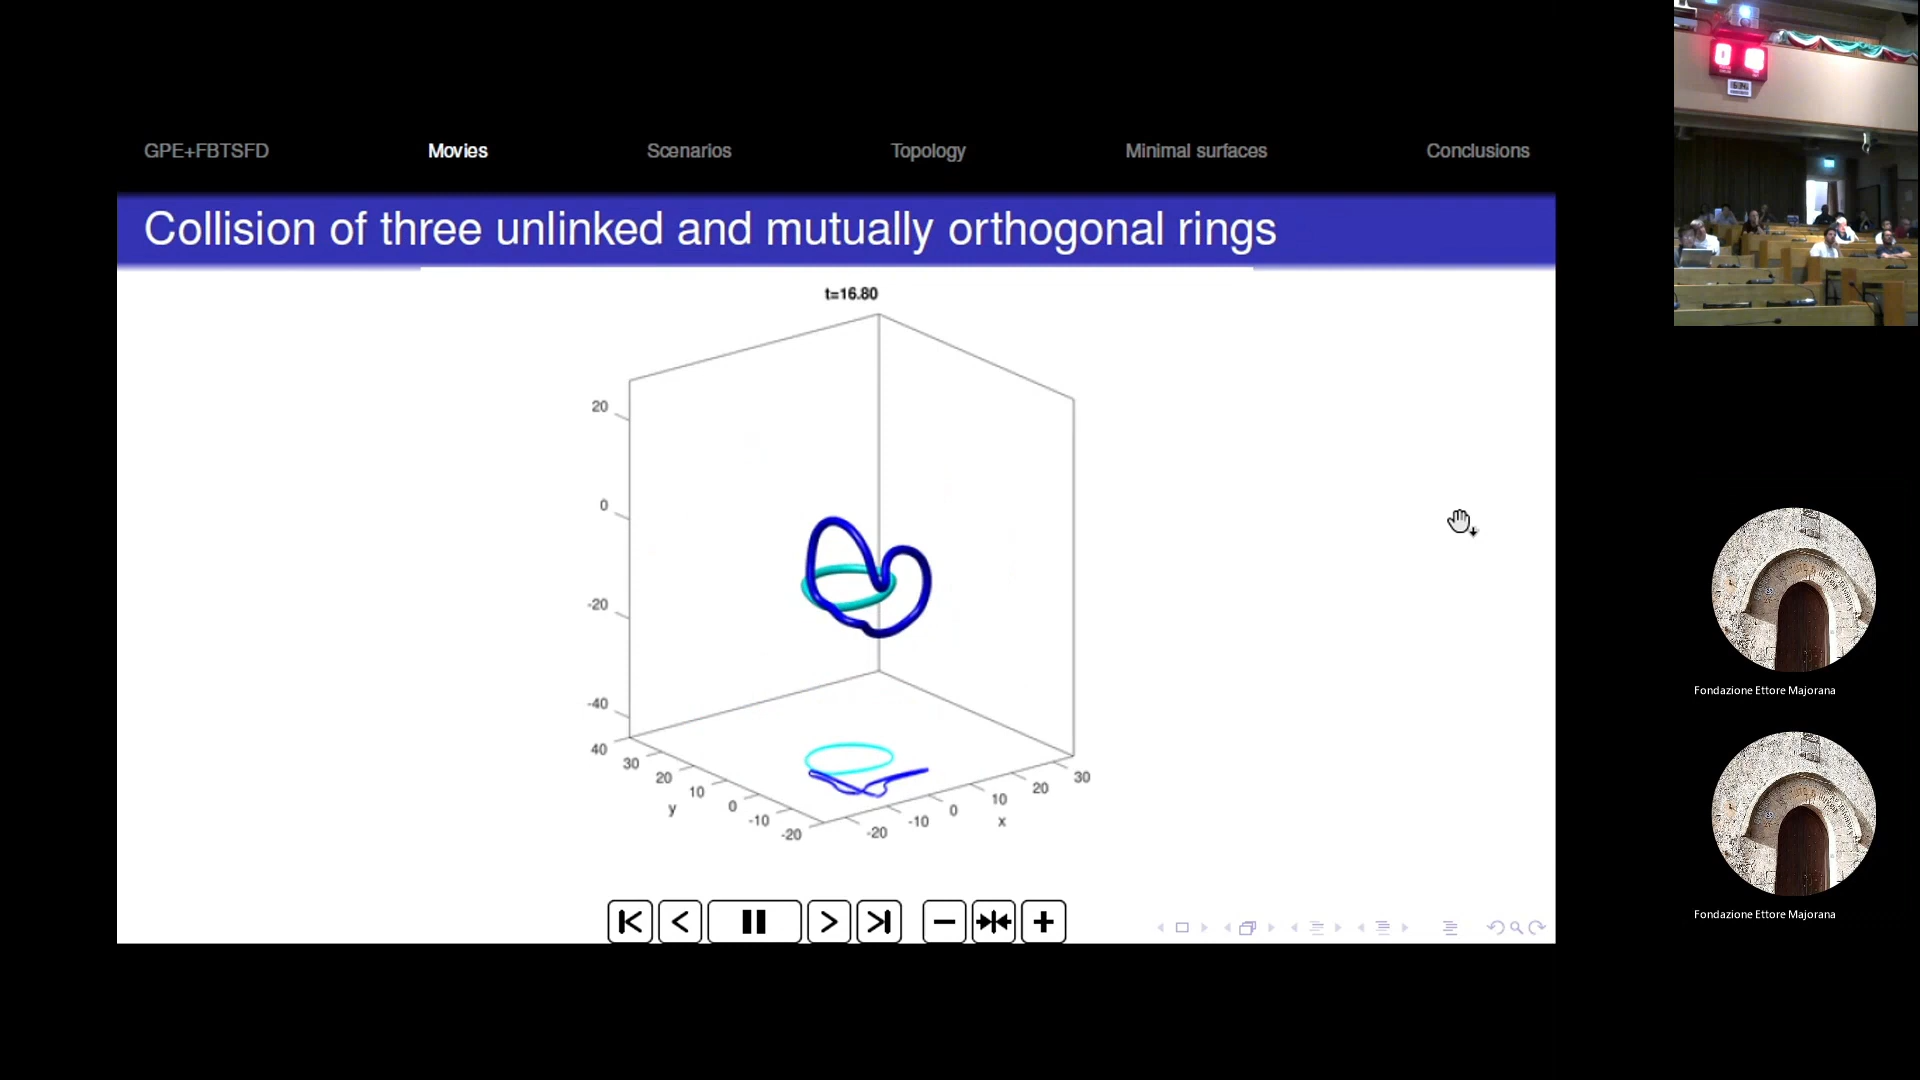 GPE+FBTSFD Movies Scenarios Topology Minimal surfaces Conclusions
Collision of three unlinked and mutually orthogonal rings
t=16.80
20
0
-20
-40
40
30
20
10
0
-10
-20
y
-20
-10
0
10
20
30
x
Fondazione Ettore Majorana
Fondazione Ettore Majorana